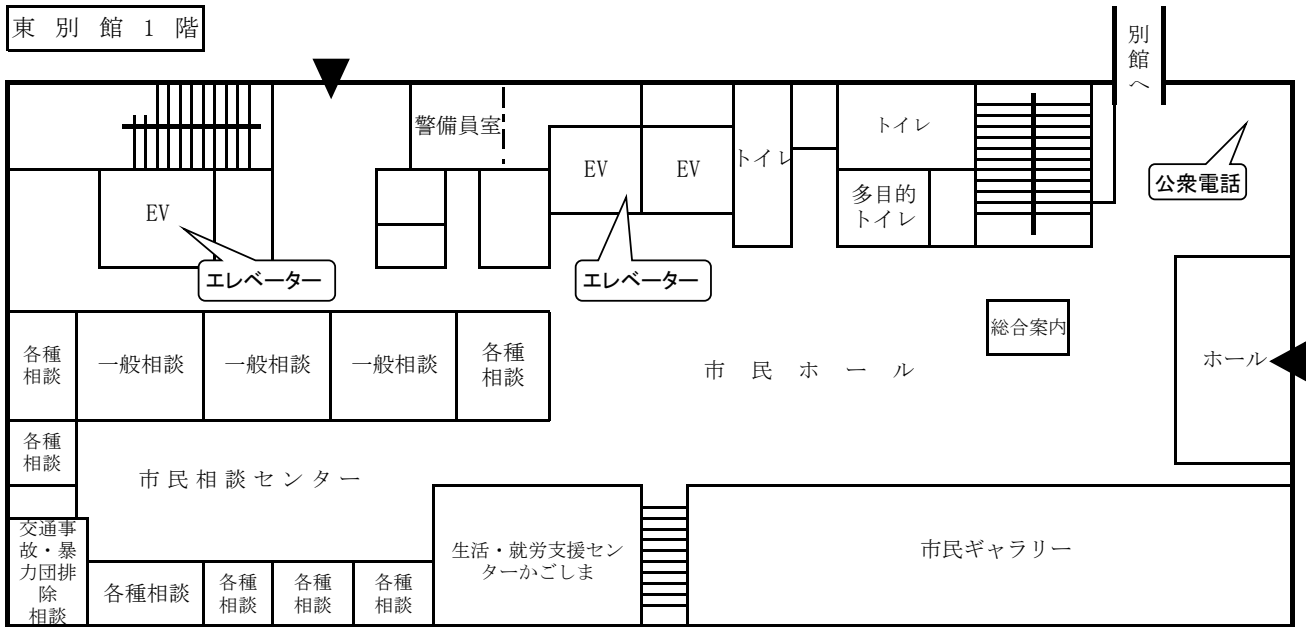 東別館1階
別館へ
警備員室
トイレ
EV
EV
トイレ
公衆電話
多目的
トイレ
EV
エレベーター
エレベーター
総合案内
各種
相談
一般相談
一般相談
一般相談
各種
相談
市民ホール
ホール
各種
相談
市民相談センター
交通事
故・暴
力団排
除
相談
各種相談
各種
相談
各種
相談
各種
相談
生活・就労支援セン
ターかごしま
市民ギャラリー